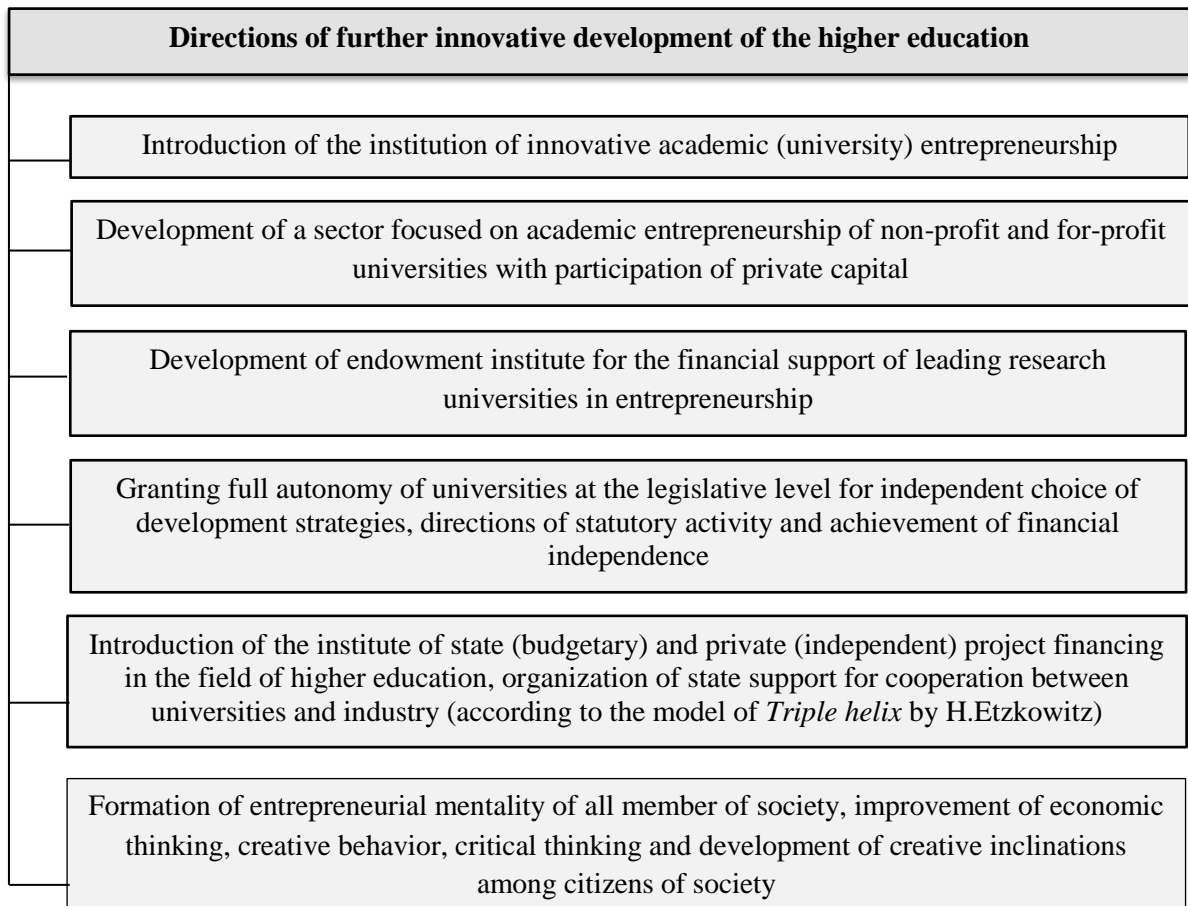 Directions of further innovative development of the higher education
Introduction of the institution of innovative academic (university) entrepreneurship
Development of a sector focused on academic entrepreneurship of non-profit and for-profit
universities with participation of private capital
Development of endowment institute for the financial support of leading research
universities in entrepreneurship
Granting full autonomy of universities at the legislative level for independent choice of
development strategies, directions of statutory activity and achievement of financial
independence
Introduction of the institute of state (budgetary) and private (independent) project financing
in the field of higher education, organization of state support for cooperation between
universities and industry (according to the model of Triple helix by H.Etzkowitz)
Formation of entrepreneurial mentality of all member of society, improvement of economic
thinking, creative behavior, critical thinking and development of creative inclinations
among citizens of society